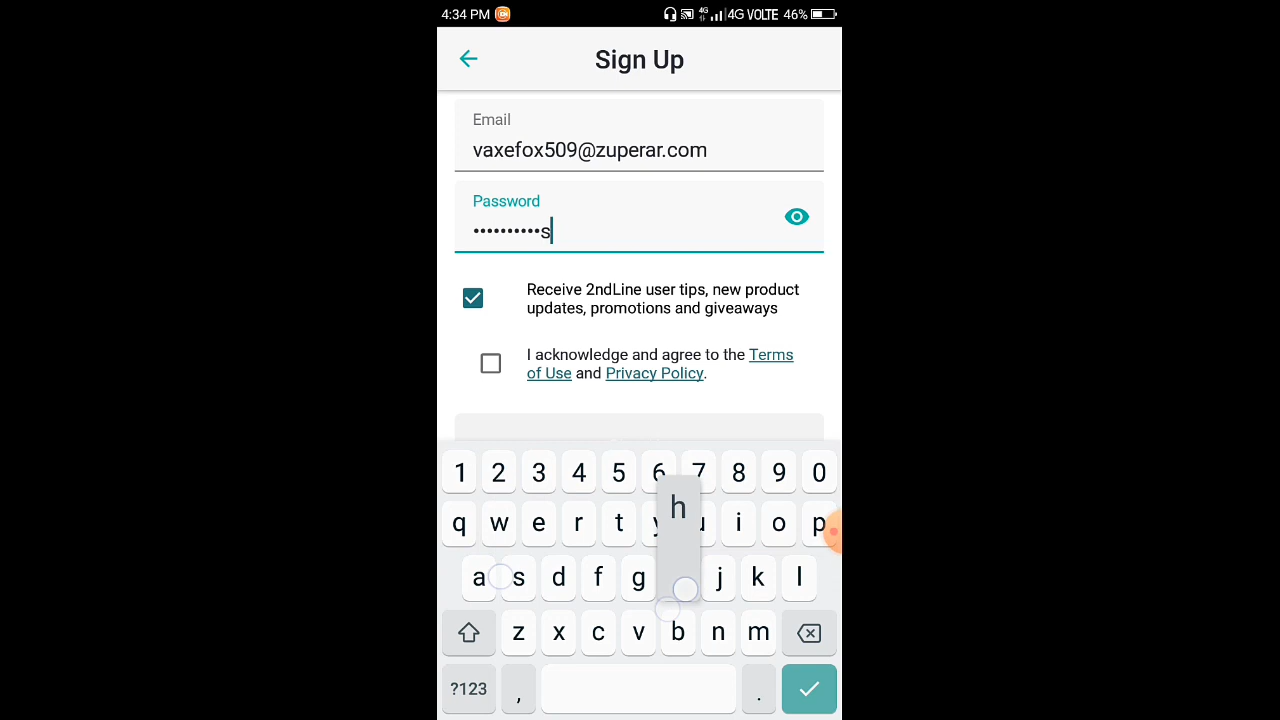 4:34 PM 4G 4G VOLTE 46%
Sign Up
Email
vaxefox509@zuperar.com
Password
••••••••••s
Receive 2ndLine user tips, new product
updates, promotions and giveaways
I acknowledge and agree to the Terms
of Use and Privacy Policy.
1 2 3 4 5 6 7 8 9 0
h
q w e r t y u i o p
a s d f g j k l
z x c v b n m
?123 , .